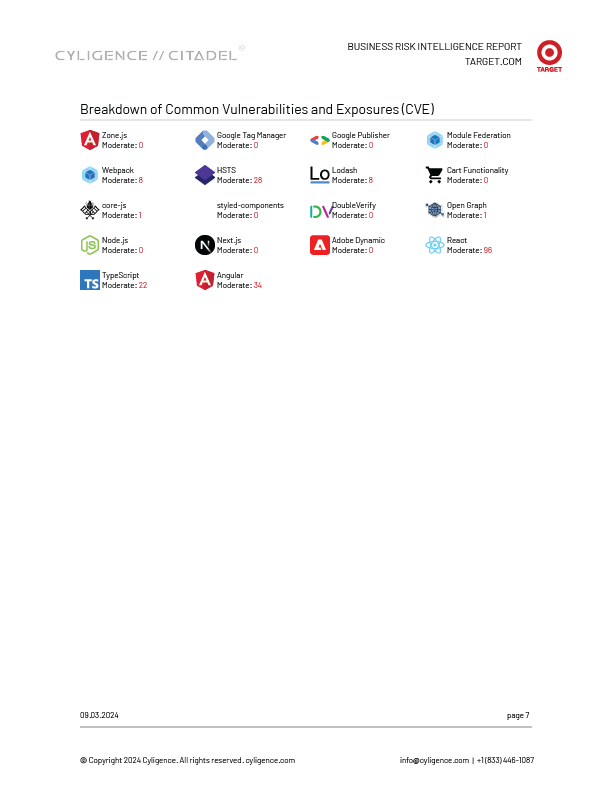 CYLIGENCE // CITADEL©
BUSINESS RISK INTELLIGENCE REPORT
TARGET.COM
TARGET
Breakdown of Common Vulnerabilities and Exposures (CVE)
Zone.js
Moderate: 0
Google Tag Manager
Moderate: 0
Google Publisher
Moderate: 0
Module Federation
Moderate: 0
Webpack
Moderate: 8
HSTS
Moderate: 28
Lo
Lodash
Moderate: 8
Cart Functionality
Moderate: 0
core-js
Moderate: 1
styled-components
Moderate: 0
DV
DoubleVerify
Moderate: 0
Open Graph
Moderate: 1
JS
Node.js
Moderate: 0
N
Next.js
Moderate: 0
Adobe Dynamic
Moderate: 0
React
Moderate: 96
TS
TypeScript
Moderate: 22
A
Angular
Moderate: 34
09.03.2024
page 7
© Copyright 2024 Cyligence. All rights reserved. cyligence.com
info@cyligence.com | +1 (833) 446-1087